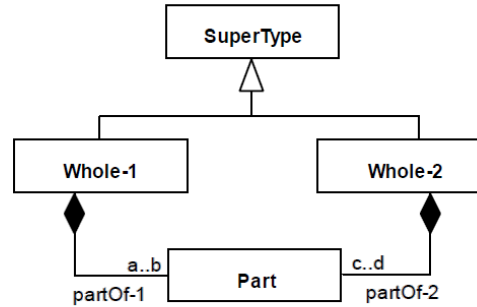 SuperType
Whole-1
Whole-2
a..b
Part
c..d
partOf-1
partOf-2